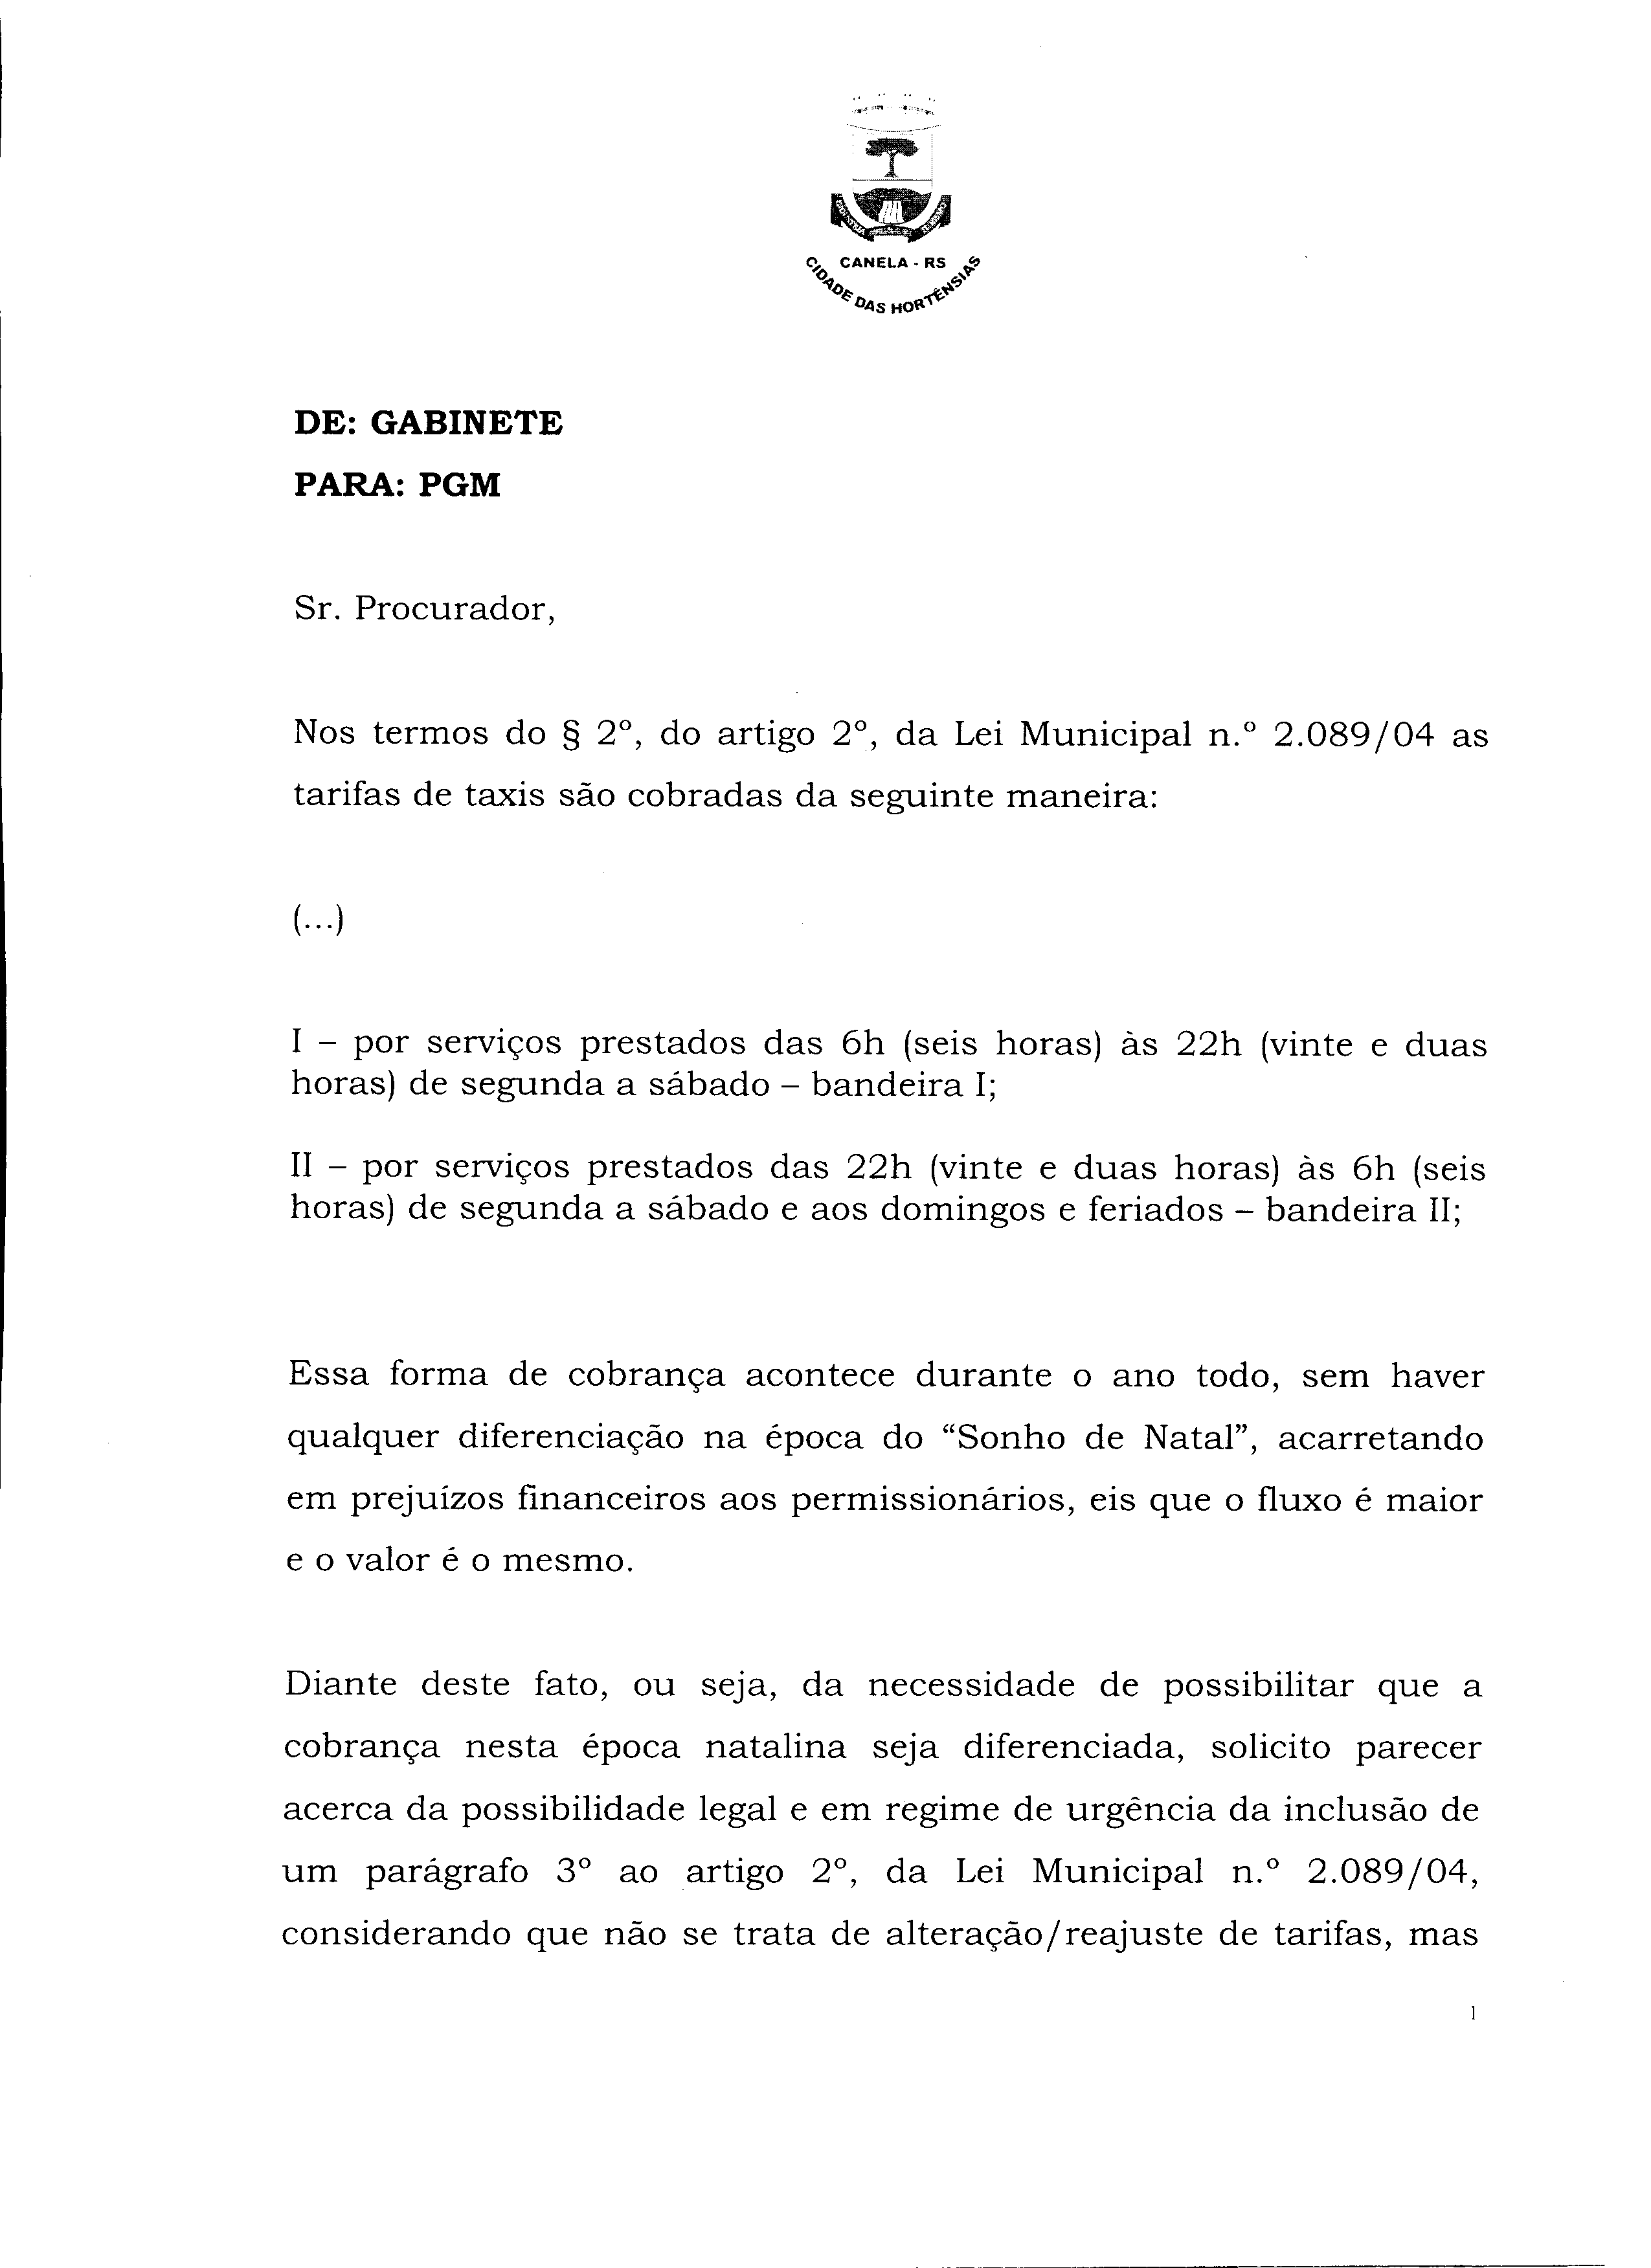 CANELA - RS
CIDADE DAS HORTÊNSIAS
DE: GABINETE
PARA: PGM
Sr. Procurador,
Nos termos do § 2º, do artigo 2º, da Lei Municipal n.º 2.089/04 as
tarifas de taxis são cobradas da seguinte maneira:
(...)
I – por serviços prestados das 6h (seis horas) às 22h (vinte e duas
horas) de segunda a sábado – bandeira I;
II – por serviços prestados das 22h (vinte e duas horas) às 6h (seis
horas) de segunda a sábado e aos domingos e feriados – bandeira II;
Essa forma de cobrança acontece durante o ano todo, sem haver
qualquer diferenciação na época do “Sonho de Natal”, acarretando
em prejuízos financeiros aos permissionários, eis que o fluxo é maior
e o valor é o mesmo.
Diante deste fato, ou seja, da necessidade de possibilitar que a
cobrança nesta época natalina seja diferenciada, solicito parecer
acerca da possibilidade legal e em regime de urgência da inclusão de
um parágrafo 3º ao artigo 2º, da Lei Municipal n.º 2.089/04,
considerando que não se trata de alteração/reajuste de tarifas, mas
1